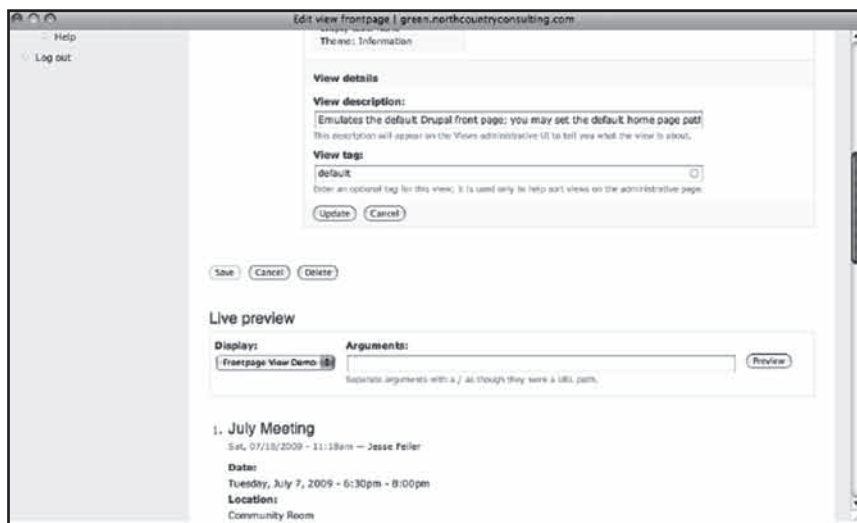 Edit view frontpage | green.northcountryconsulting.com
Help
Log out
Theme: Information
View details
View description:
Emulates the default Drupal front page; you may set the default home page path
This description will appear on the Views administrative UI to tell you what the view is about.
View tag:
default
Enter an optional tag for this view; it is used only to help sort views on the administrative page.
Update Cancel
Save Cancel Delete
Live preview
Display: Arguments:
Frontpage View Demo Preview
Separate arguments with a / as though they were a URL path.
1. July Meeting
Sat, 07/18/2009 - 11:18am — Jesse Feiler
Date:
Tuesday, July 7, 2009 - 6:30pm - 8:00pm
Location:
Community Room